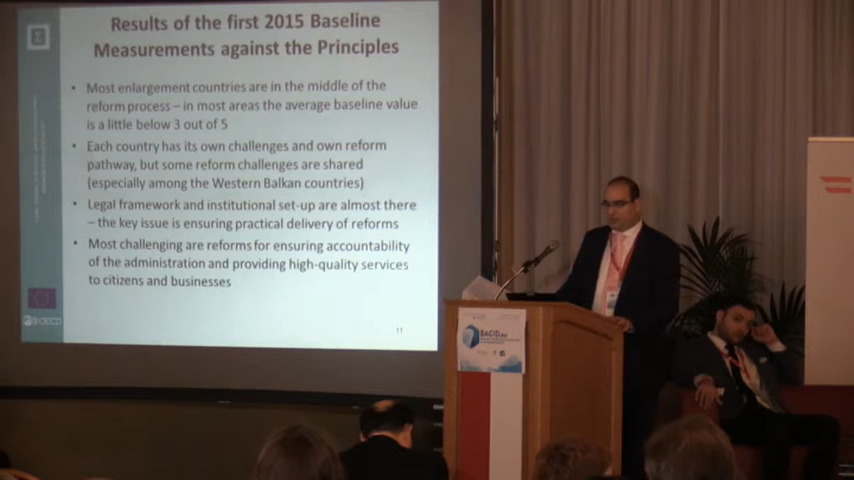 Results of the first 2015 Baseline
Measurements against the Principles
• Most enlargement countries are in the middle of the
reform process – in most areas the average baseline value
is a little below 3 out of 5
• Each country has its own challenges and own reform
pathway, but some reform challenges are shared
(especially among the Western Balkan countries)
• Legal framework and institutional set-up are almost there
– the key issue is ensuring practical delivery of reforms
• Most challenging are reforms for ensuring accountability
of the administration and providing high-quality services
to citizens and businesses
OECD
11
BACID